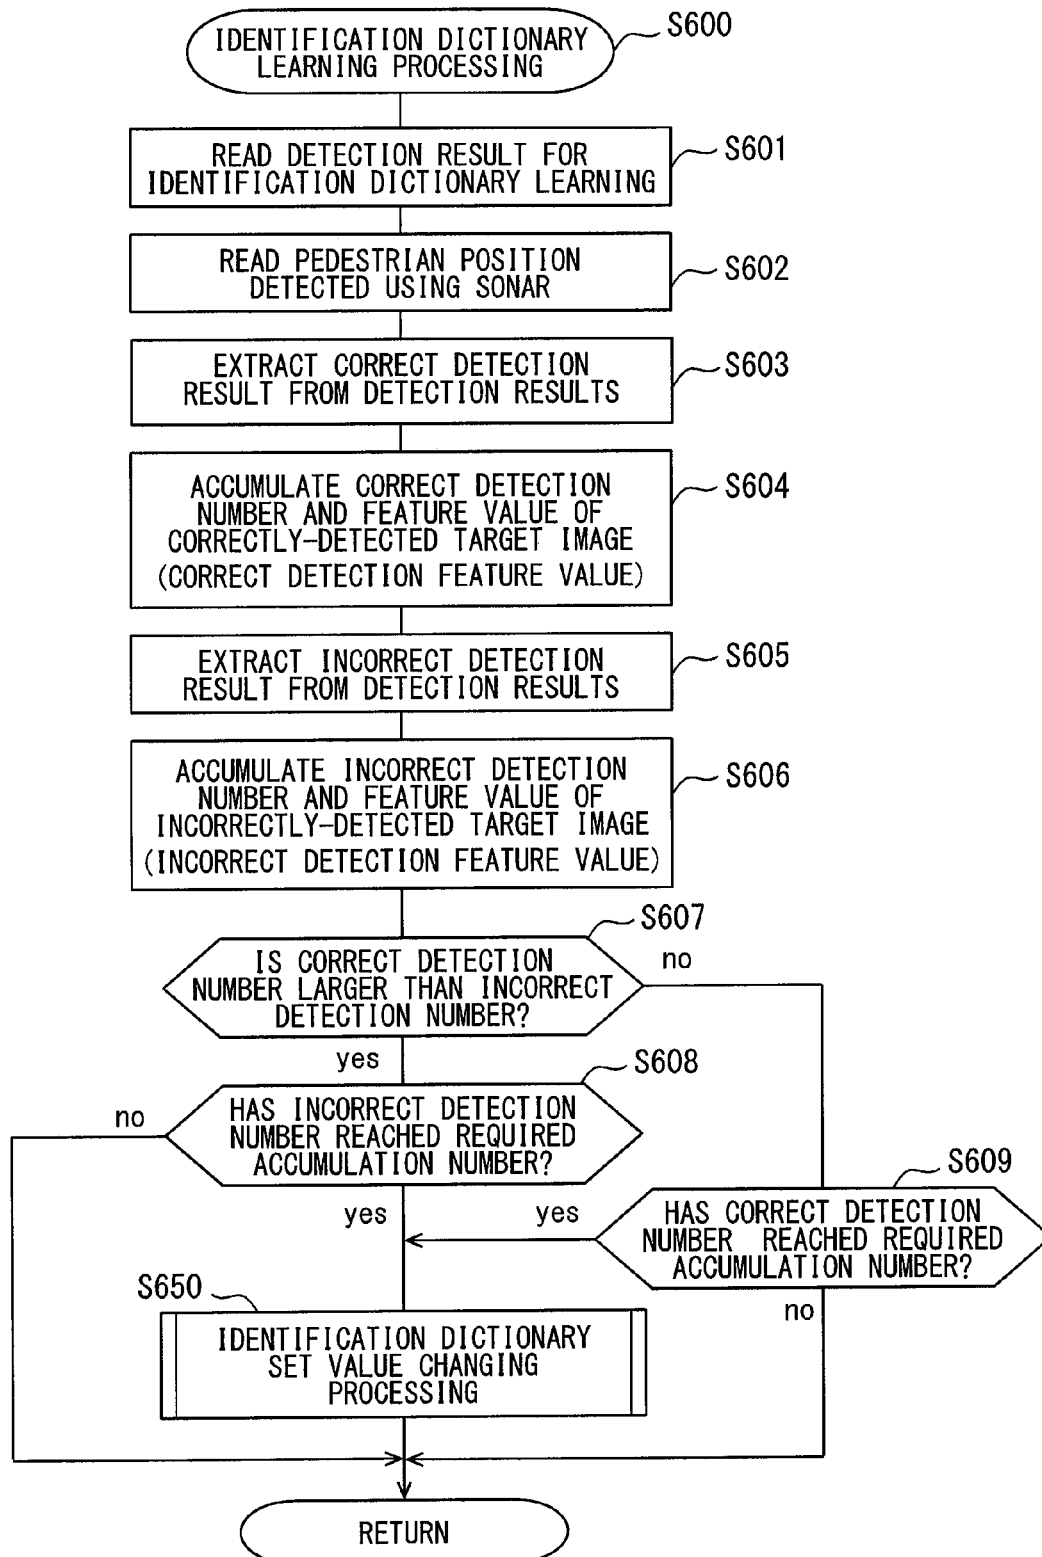 IDENTIFICATION DICTIONARY
LEARNING PROCESSING
S600
READ DETECTION RESULT FOR
IDENTIFICATION DICTIONARY LEARNING
S601
READ PEDESTRIAN POSITION
DETECTED USING SONAR
S602
EXTRACT CORRECT DETECTION
RESULT FROM DETECTION RESULTS
S603
ACCUMULATE CORRECT DETECTION
NUMBER AND FEATURE VALUE OF
CORRECTLY-DETECTED TARGET IMAGE
(CORRECT DETECTION FEATURE VALUE)
S604
EXTRACT INCORRECT DETECTION
RESULT FROM DETECTION RESULTS
S605
ACCUMULATE INCORRECT DETECTION
NUMBER AND FEATURE VALUE OF
INCORRECTLY-DETECTED TARGET IMAGE
(INCORRECT DETECTION FEATURE VALUE)
S606
S607
IS CORRECT DETECTION
NUMBER LARGER THAN INCORRECT
DETECTION NUMBER?
no
yes
S608
HAS INCORRECT DETECTION
NUMBER REACHED REQUIRED
ACCUMULATION NUMBER?
no
yes
S609
HAS CORRECT DETECTION
NUMBER REACHED REQUIRED
ACCUMULATION NUMBER?
yes
no
S650
IDENTIFICATION DICTIONARY
SET VALUE CHANGING
PROCESSING
RETURN